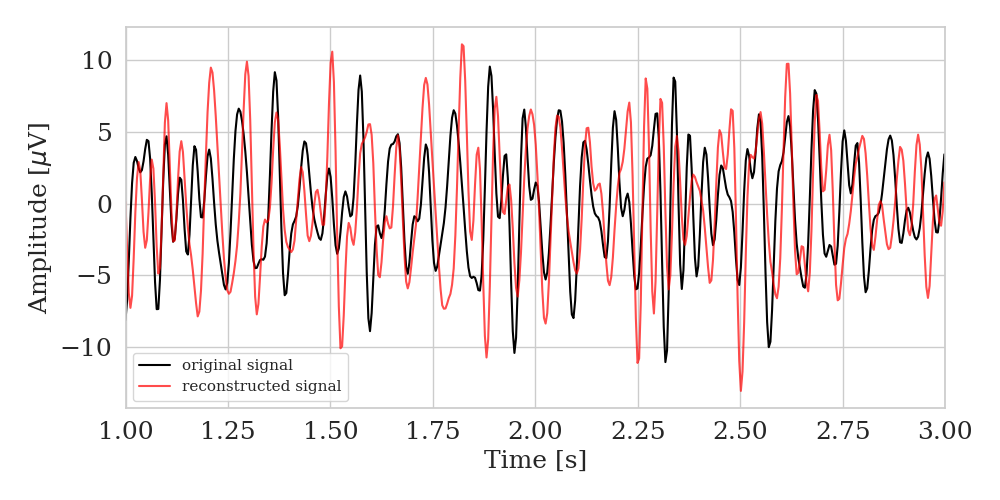 10
5
0
−5
−10
Amplitude [μV]
original signal
reconstructed signal
1.00 1.25 1.50 1.75 2.00 2.25 2.50 2.75 3.00
Time [s]